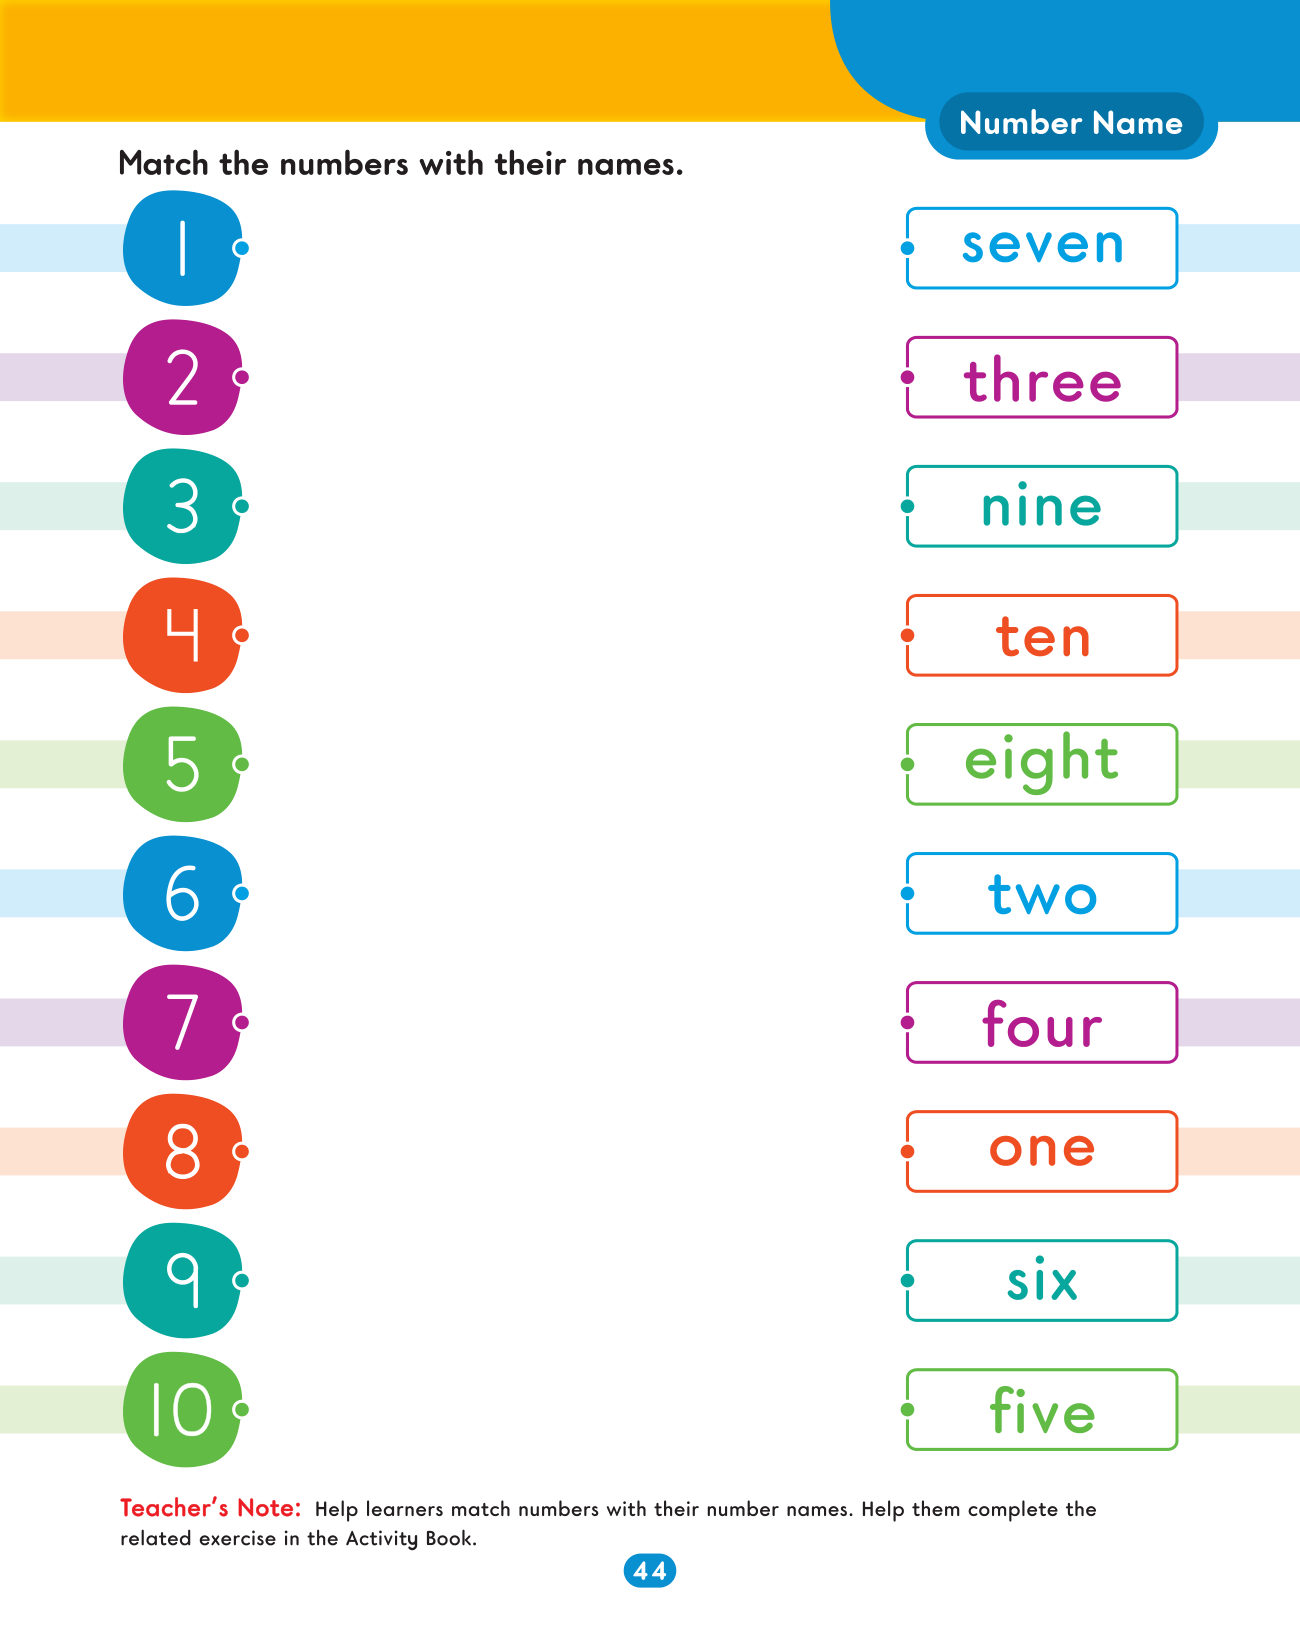 Number Name
Match the numbers with their names.
1 seven
2 three
3 nine
4 ten
5 eight
6 two
7 four
8 one
9 six
10 five
Teacher's Note: Help learners match numbers with their number names. Help them complete the
related exercise in the Activity Book.
44